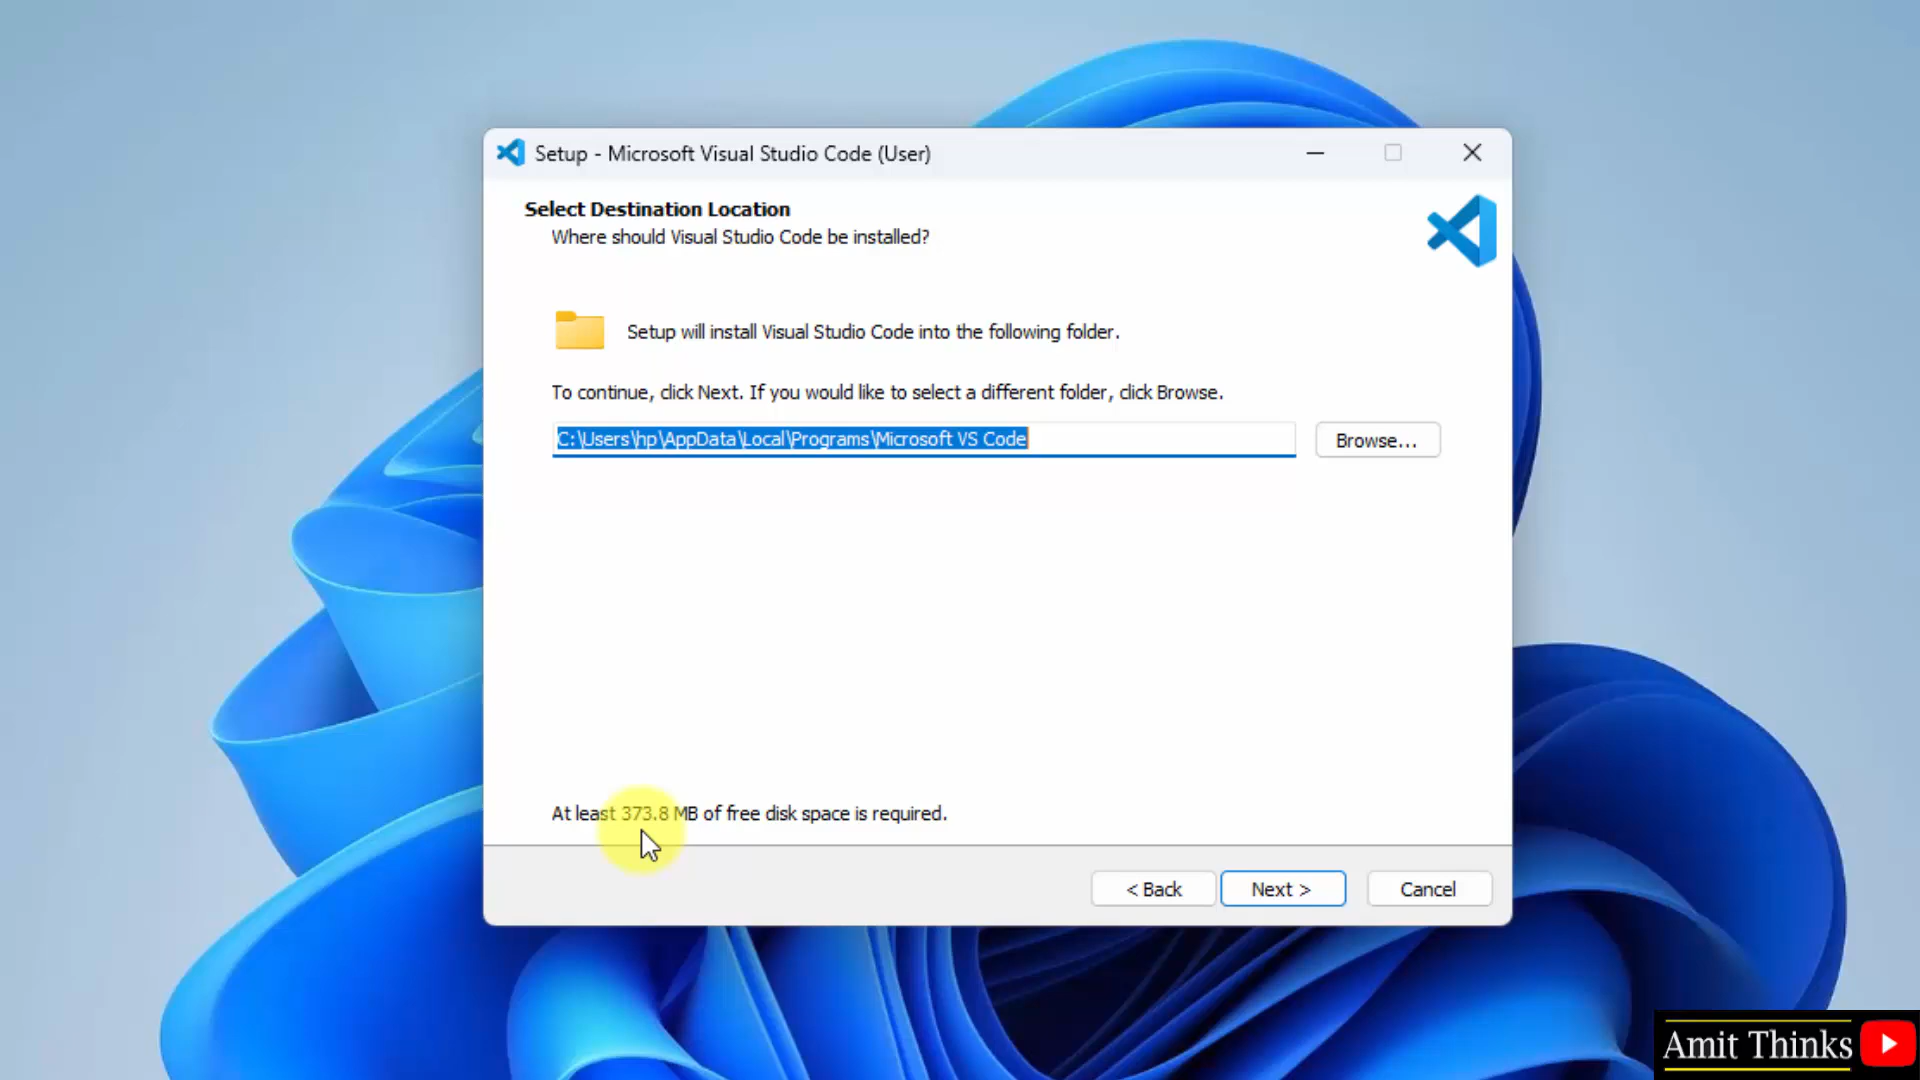 Setup - Microsoft Visual Studio Code (User)
Select Destination Location
Where should Visual Studio Code be installed?
Setup will install Visual Studio Code into the following folder.
To continue, click Next. If you would like to select a different folder, click Browse.
C:\Users\hp\AppData\Local\Programs\Microsoft VS Code
Browse...
At least 373.8 MB of free disk space is required.
< Back
Next >
Cancel
Amit Thinks